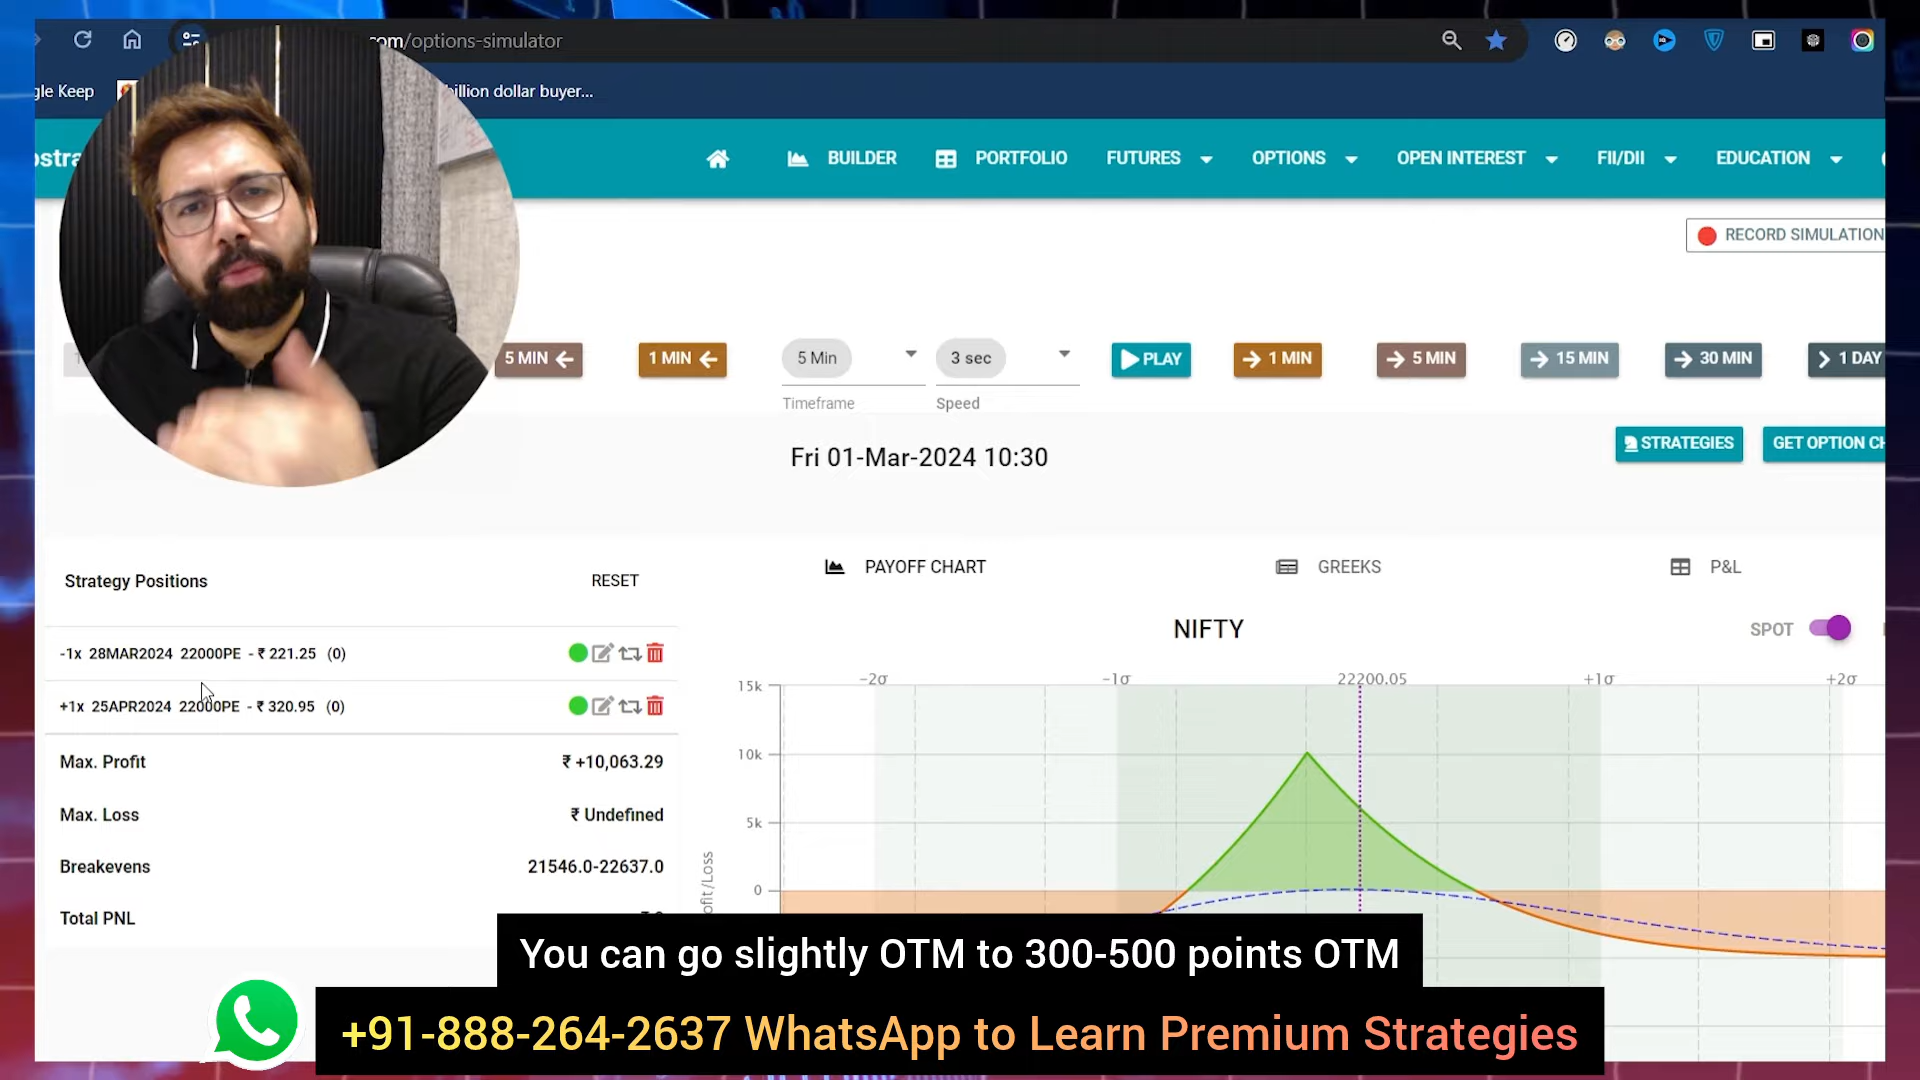 com/options-simulator
gle Keep
billion dollar buyer...
ostra
BUILDER
PORTFOLIO
FUTURES
OPTIONS
OPEN INTEREST
FII/DII
EDUCATION
RECORD SIMULATION
5 MIN
1 MIN
5 Min
3 sec
PLAY
1 MIN
5 MIN
15 MIN
30 MIN
1 DAY
Timeframe
Speed
Fri 01-Mar-2024 10:30
STRATEGIES
GET OPTION CH
Strategy Positions
RESET
PAYOFF CHART
GREEKS
P&L
NIFTY
SPOT
-1x 28MAR2024 22000PE - ₹ 221.25 (0)
+1x 25APR2024 22000PE - ₹ 320.95 (0)
Max. Profit
₹ +10,063.29
Max. Loss
₹ Undefined
Breakevens
21546.0-22637.0
Total PNL
-2σ
-1σ
22200.05
+1σ
+2σ
15k
10k
5k
0
ofit/Loss
You can go slightly OTM to 300-500 points OTM
+91-888-264-2637 WhatsApp to Learn Premium Strategies